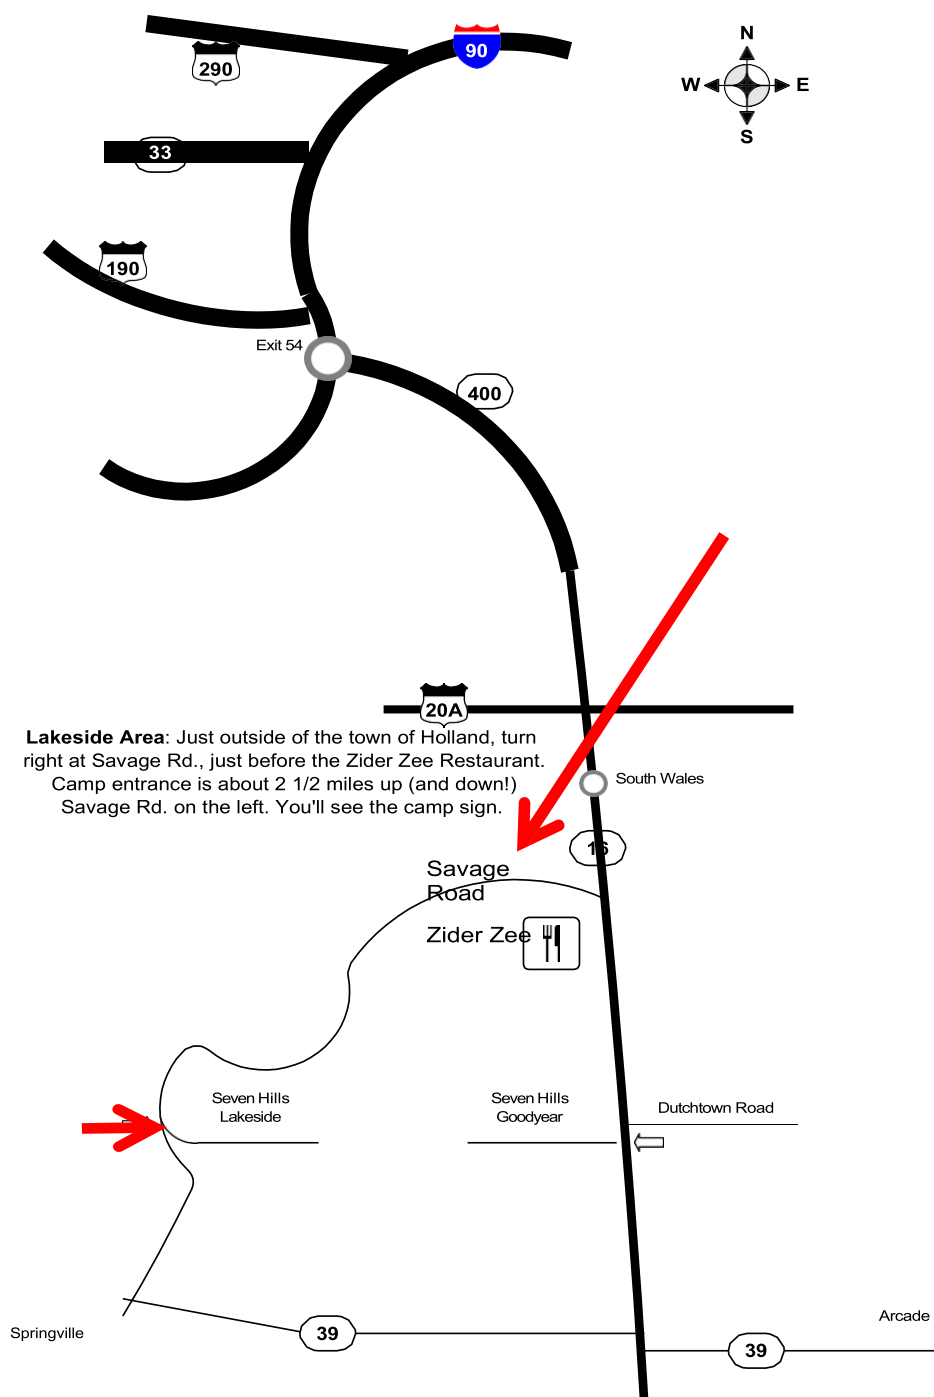 90
N
290
W E
S
33
190
Exit 54
400
20A
Lakeside Area: Just outside of the town of Holland, turn
right at Savage Rd., just before the Zider Zee Restaurant.
Camp entrance is about 2 1/2 miles up (and down!)
Savage Rd. on the left. You'll see the camp sign.
South Wales
16
Savage
Road
Zider Zee
Seven Hills
Lakeside
Seven Hills
Goodyear
Dutchtown Road
Arcade
Springville
39
39